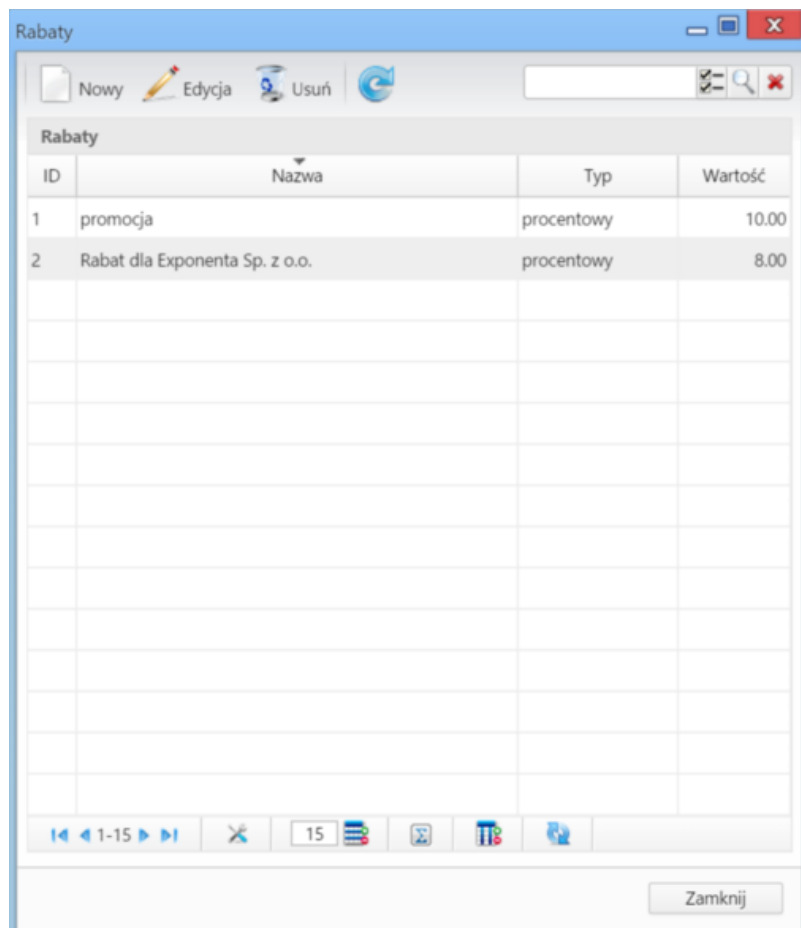 Rabaty
Nowy Edycja Usuń
Rabaty
ID Nazwa Typ Wartość
1 promocja procentowy 10.00
2 Rabat dla Exponenta Sp. z o.o. procentowy 8.00
1-15 15
Zamknij